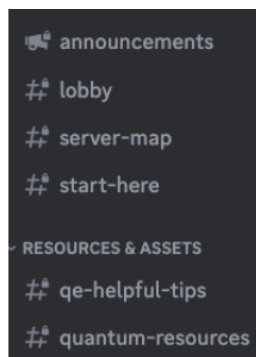 announcements
lobby
server-map
start-here
RESOURCES & ASSETS
qe-helpful-tips
quantum-resources